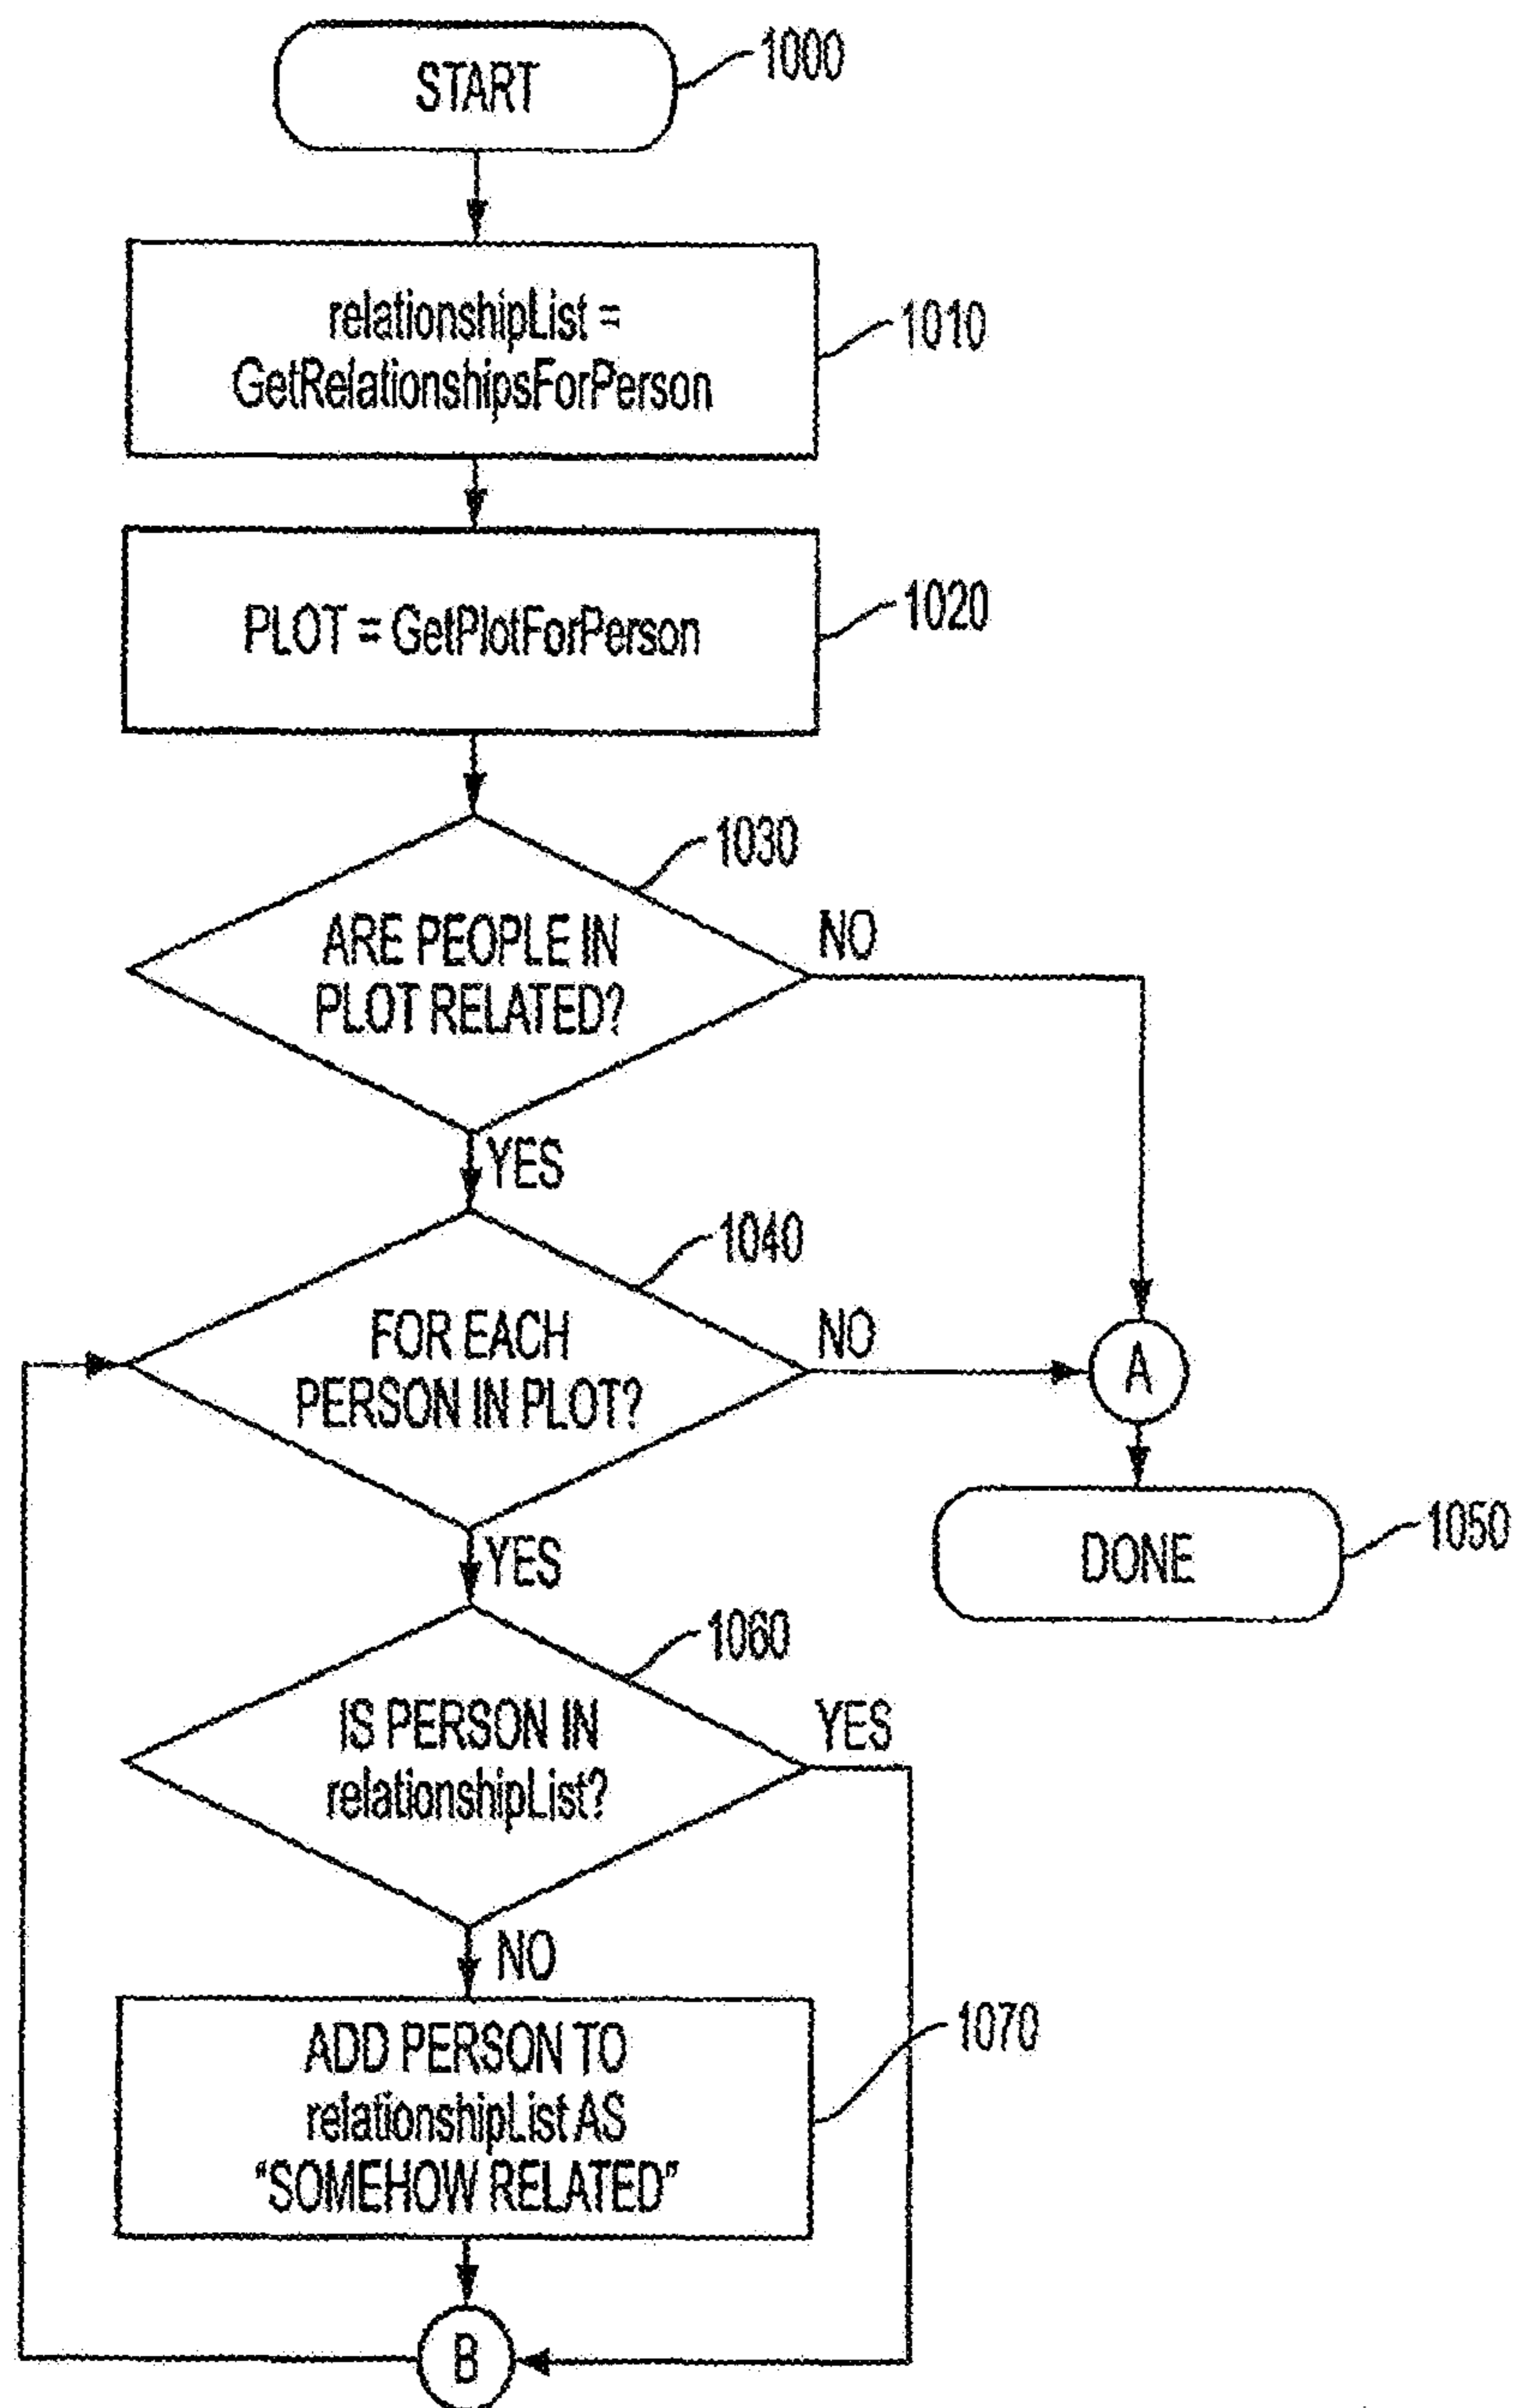 START
1000
relationshipList =
GetRelationshipsForPerson
1010
PLOT = GetPlotForPerson
1020
1030
ARE PEOPLE IN
PLOT RELATED?
NO
YES
1040
FOR EACH
PERSON IN PLOT?
NO
A
YES
DONE
1050
1060
IS PERSON IN
relationshipList?
YES
NO
ADD PERSON TO
relationshipList AS
"SOMEHOW RELATED"
1070
B